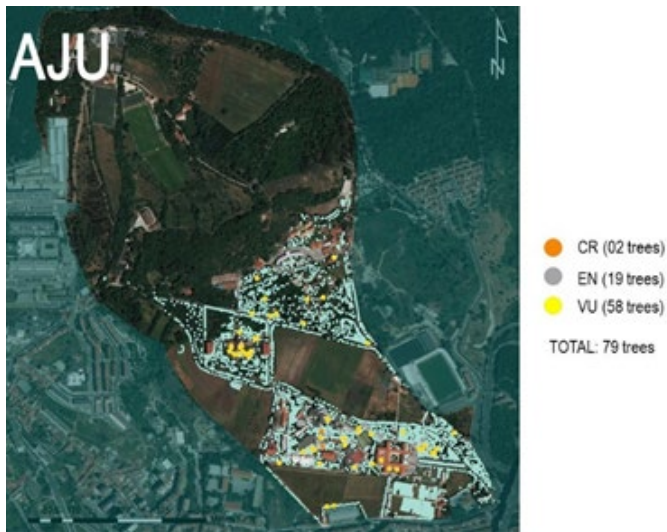 AJU
N
CR (02 trees)
EN (19 trees)
VU (58 trees)
TOTAL: 79 trees